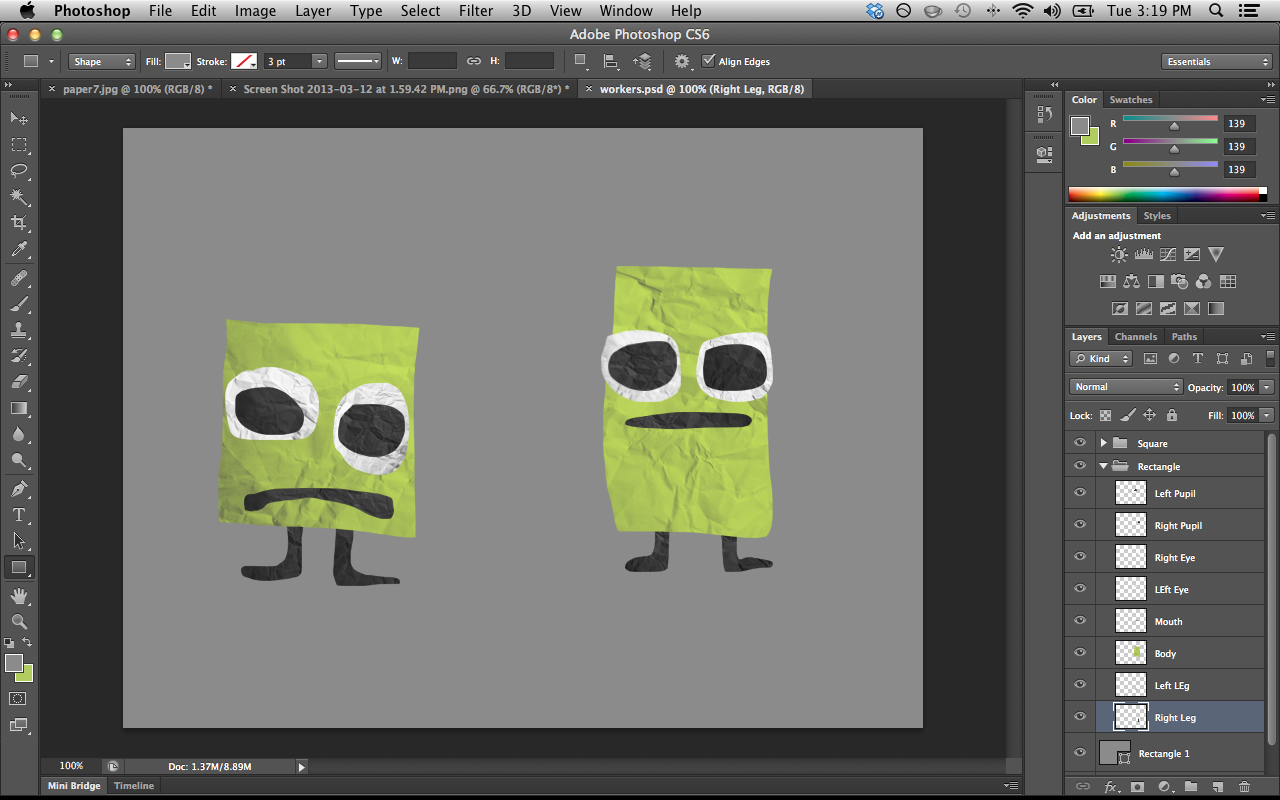 Photoshop File Edit Image Layer Type Select Filter 3D View Window Help Tue 3:19 PM
Adobe Photoshop CS6
Shape Fill: Stroke: 3 pt W: H: Align Edges Essentials
paper7.jpg @ 100% (RGB/8) * Screen Shot 2013-03-12 at 1.59.42 PM.png @ 66.7% (RGB/8*) * workers.psd @ 100% (Right Leg, RGB/8)
Color Swatches
R 139
G 139
B 139
Adjustments Styles
Add an adjustment
Layers Channels Paths
Kind
Normal Opacity: 100%
Lock: Fill: 100%
Square
Rectangle
Left Pupil
Right Pupil
Right Eye
LEft Eye
Mouth
Body
Left LEg
Right Leg
Rectangle 1
100% Doc: 1.37M/8.89M
Mini Bridge Timeline
fx